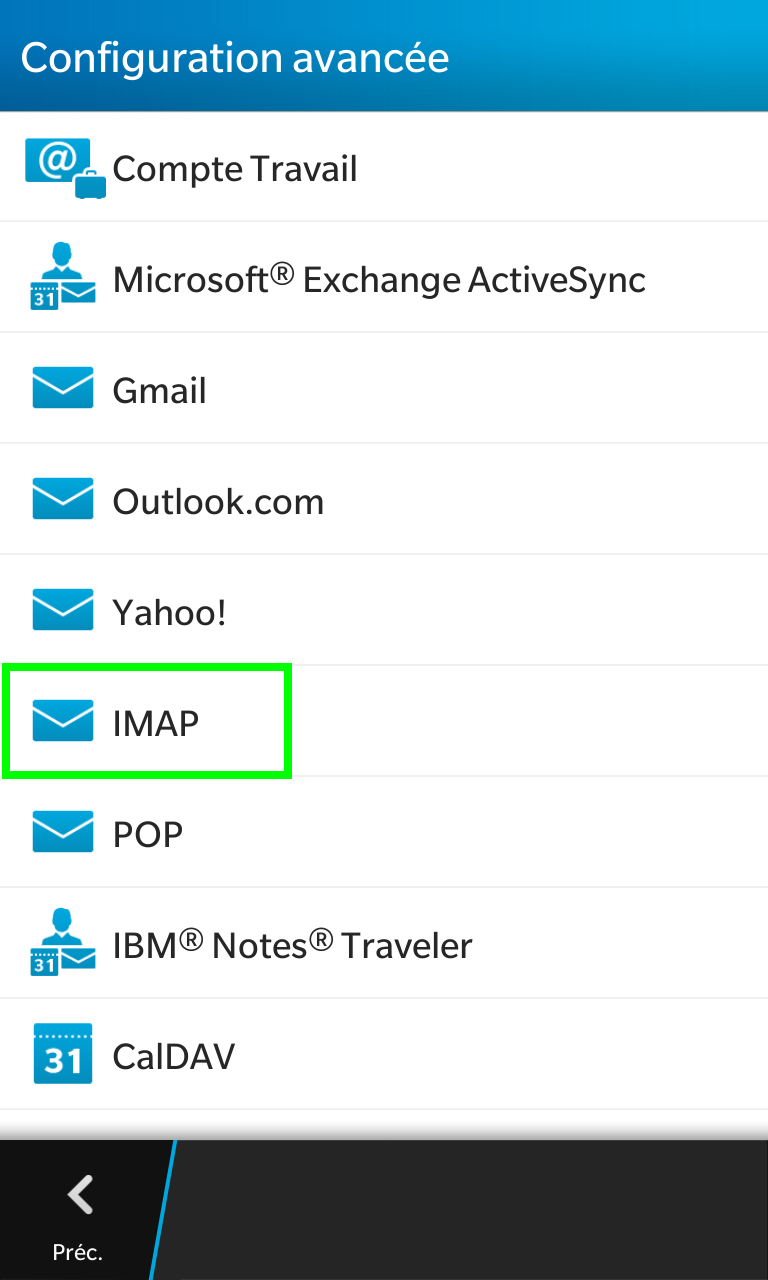 Configuration avancée
@
Compte Travail
31
Microsoft® Exchange ActiveSync
Gmail
Outlook.com
Yahoo!
IMAP
POP
31
IBM® Notes® Traveler
31
CalDAV
Préc.